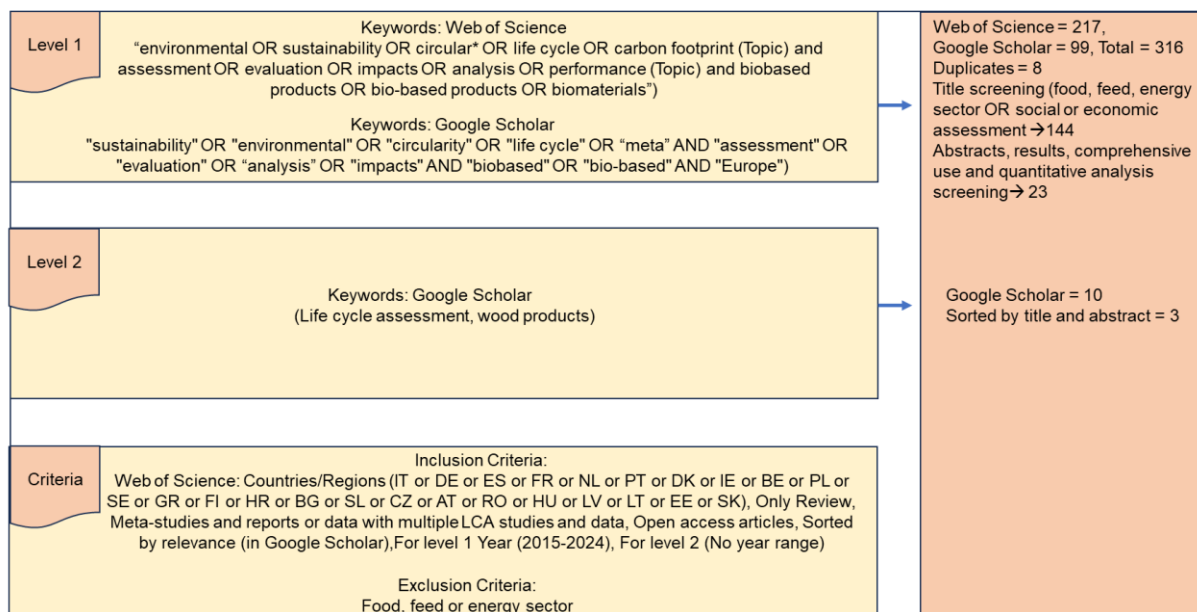 Level 1
Keywords: Web of Science
“environmental OR sustainability OR circular* OR life cycle OR carbon footprint (Topic) and
assessment OR evaluation OR impacts OR analysis OR performance (Topic) and biobased
products OR bio-based products OR biomaterials”)
Keywords: Google Scholar
"sustainability" OR "environmental" OR "circularity" OR "life cycle" OR “meta” AND "assessment" OR
"evaluation" OR “analysis” OR "impacts" AND "biobased" OR "bio-based" AND "Europe")
Web of Science = 217,
Google Scholar = 99, Total = 316
Duplicates = 8
Title screening (food, feed, energy
sector OR social or economic
assessment →144
Abstracts, results, comprehensive
use and quantitative analysis
screening→ 23
Level 2
Keywords: Google Scholar
(Life cycle assessment, wood products)
Google Scholar = 10
Sorted by title and abstract = 3
Criteria
Inclusion Criteria:
Web of Science: Countries/Regions (IT or DE or ES or FR or NL or PT or DK or IE or BE or PL or
SE or GR or FI or HR or BG or SL or CZ or AT or RO or HU or LV or LT or EE or SK), Only Review,
Meta-studies and reports or data with multiple LCA studies and data, Open access articles, Sorted
by relevance (in Google Scholar),For level 1 Year (2015-2024), For level 2 (No year range)
Exclusion Criteria:
Food, feed or energy sector